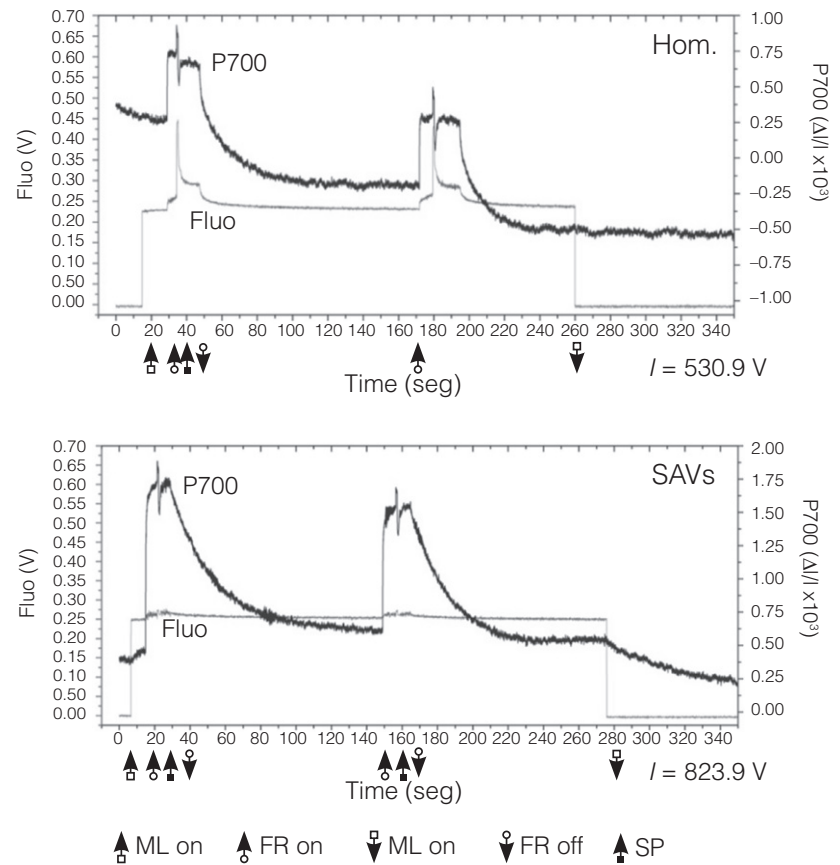 0.70
0.65
0.60
0.55
0.50
0.45
0.40
0.35
0.30
0.25
0.20
0.15
0.50
0.50
0.00
Fluo (V)
P700
Fluo
Hom.
1.00
0.75
0.50
0.25
0.00
−0.25
−0.50
−0.75
−1.00
P700 (ΔI/I x10³)
0 20 40 60 80 100 120 140 160 180 200 220 240 260 280 300 320 340
Time (seg)
I = 530.9 V
0.70
0.65
0.60
0.55
0.50
0.45
0.40
0.35
0.30
0.25
0.20
0.15
0.50
0.50
0.00
Fluo (V)
P700
Fluo
SAVs
2.00
1.75
1.50
1.25
1.00
0.75
0.50
0.25
0.00
P700 (ΔI/I x10³)
0 20 40 60 80 100 120 140 160 180 200 220 240 260 280 300 320 340
Time (seg)
I = 823.9 V
ML on FR on ML on FR off SP